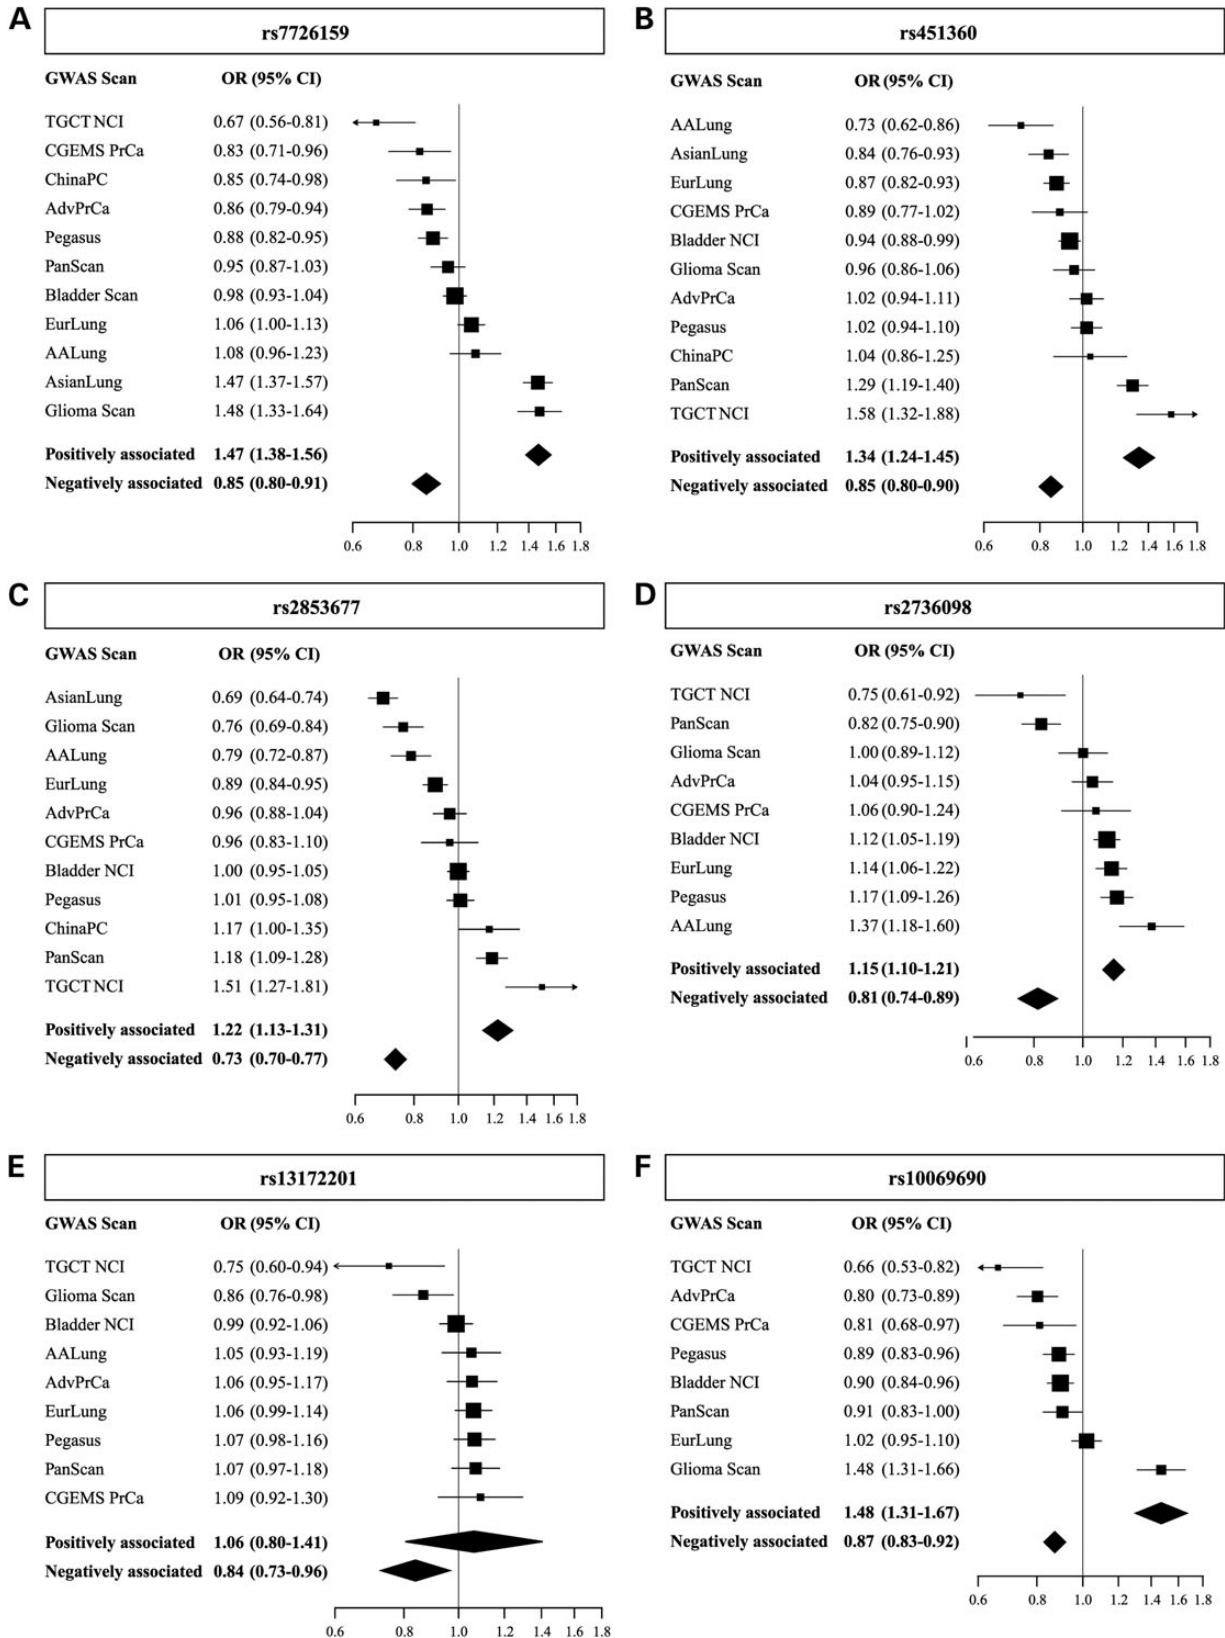 A
rs7726159
GWAS Scan OR (95% CI)
TGCT NCI 0.67 (0.56-0.81)
CGEMS PrCa 0.83 (0.71-0.96)
ChinaPC 0.85 (0.74-0.98)
AdvPrCa 0.86 (0.79-0.94)
Pegasus 0.88 (0.82-0.95)
PanScan 0.95 (0.87-1.03)
Bladder Scan 0.98 (0.93-1.04)
EurLung 1.06 (1.00-1.13)
AALung 1.08 (0.96-1.23)
AsianLung 1.47 (1.37-1.57)
Glioma Scan 1.48 (1.33-1.64)
Positively associated 1.47 (1.38-1.56)
Negatively associated 0.85 (0.80-0.91)
0.6 0.8 1.0 1.2 1.4 1.6 1.8
B
rs451360
GWAS Scan OR (95% CI)
AALung 0.73 (0.62-0.86)
AsianLung 0.84 (0.76-0.93)
EurLung 0.87 (0.82-0.93)
CGEMS PrCa 0.89 (0.77-1.02)
Bladder NCI 0.94 (0.88-0.99)
Glioma Scan 0.96 (0.86-1.06)
AdvPrCa 1.02 (0.94-1.11)
Pegasus 1.02 (0.94-1.10)
ChinaPC 1.04 (0.86-1.25)
PanScan 1.29 (1.19-1.40)
TGCT NCI 1.58 (1.32-1.88)
Positively associated 1.34 (1.24-1.45)
Negatively associated 0.85 (0.80-0.90)
0.6 0.8 1.0 1.2 1.4 1.6 1.8
C
rs2853677
GWAS Scan OR (95% CI)
AsianLung 0.69 (0.64-0.74)
Glioma Scan 0.76 (0.69-0.84)
AALung 0.79 (0.72-0.87)
EurLung 0.89 (0.84-0.95)
AdvPrCa 0.96 (0.88-1.04)
CGEMS PrCa 0.96 (0.83-1.10)
Bladder NCI 1.00 (0.95-1.05)
Pegasus 1.01 (0.95-1.08)
ChinaPC 1.17 (1.00-1.35)
PanScan 1.18 (1.09-1.28)
TGCT NCI 1.51 (1.27-1.81)
Positively associated 1.22 (1.13-1.31)
Negatively associated 0.73 (0.70-0.77)
0.6 0.8 1.0 1.2 1.4 1.6 1.8
D
rs2736098
GWAS Scan OR (95% CI)
TGCT NCI 0.75 (0.61-0.92)
PanScan 0.82 (0.75-0.90)
Glioma Scan 1.00 (0.89-1.12)
AdvPrCa 1.04 (0.95-1.15)
CGEMS PrCa 1.06 (0.90-1.24)
Bladder NCI 1.12 (1.05-1.19)
EurLung 1.14 (1.06-1.22)
Pegasus 1.17 (1.09-1.26)
AALung 1.37 (1.18-1.60)
Positively associated 1.15 (1.10-1.21)
Negatively associated 0.81 (0.74-0.89)
0.6 0.8 1.0 1.2 1.4 1.6 1.8
E
rs13172201
GWAS Scan OR (95% CI)
TGCT NCI 0.75 (0.60-0.94)
Glioma Scan 0.86 (0.76-0.98)
Bladder NCI 0.99 (0.92-1.06)
AALung 1.05 (0.93-1.19)
AdvPrCa 1.06 (0.95-1.17)
EurLung 1.06 (0.99-1.14)
Pegasus 1.07 (0.98-1.16)
PanScan 1.07 (0.97-1.18)
CGEMS PrCa 1.09 (0.92-1.30)
Positively associated 1.06 (0.80-1.41)
Negatively associated 0.84 (0.73-0.96)
0.6 0.8 1.0 1.2 1.4 1.6 1.8
F
rs10069690
GWAS Scan OR (95% CI)
TGCT NCI 0.66 (0.53-0.82)
AdvPrCa 0.80 (0.73-0.89)
CGEMS PrCa 0.81 (0.68-0.97)
Pegasus 0.89 (0.83-0.96)
Bladder NCI 0.90 (0.84-0.96)
PanScan 0.91 (0.83-1.00)
EurLung 1.02 (0.95-1.10)
Glioma Scan 1.48 (1.31-1.66)
Positively associated 1.48 (1.31-1.67)
Negatively associated 0.87 (0.83-0.92)
0.6 0.8 1.0 1.2 1.4 1.6 1.8